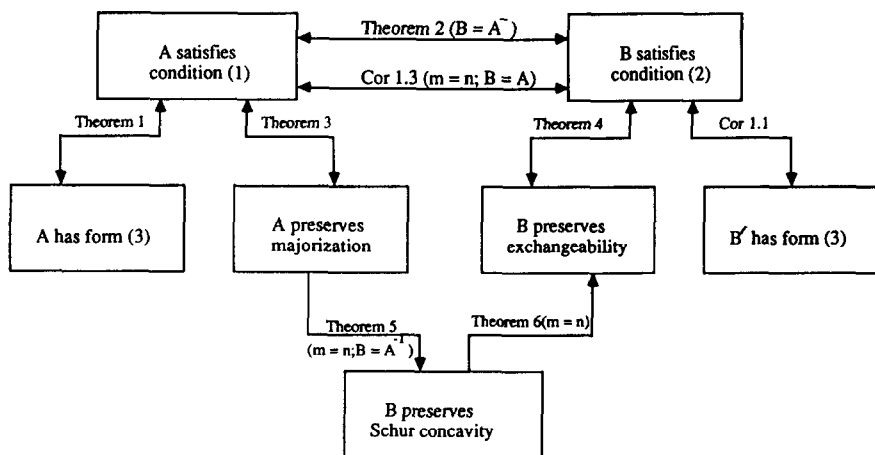 Theorem 2 (B = A⁻)
A satisfies
condition (1)
B satisfies
condition (2)
Cor 1.3 (m = n; B = A)
Theorem 1
Theorem 3
Theorem 4
Cor 1.1
A has form (3)
A preserves
majorization
B preserves
exchangeability
B′ has form (3)
Theorem 5
(m = n; B = A⁻¹)
Theorem 6(m = n)
B preserves
Schur concavity